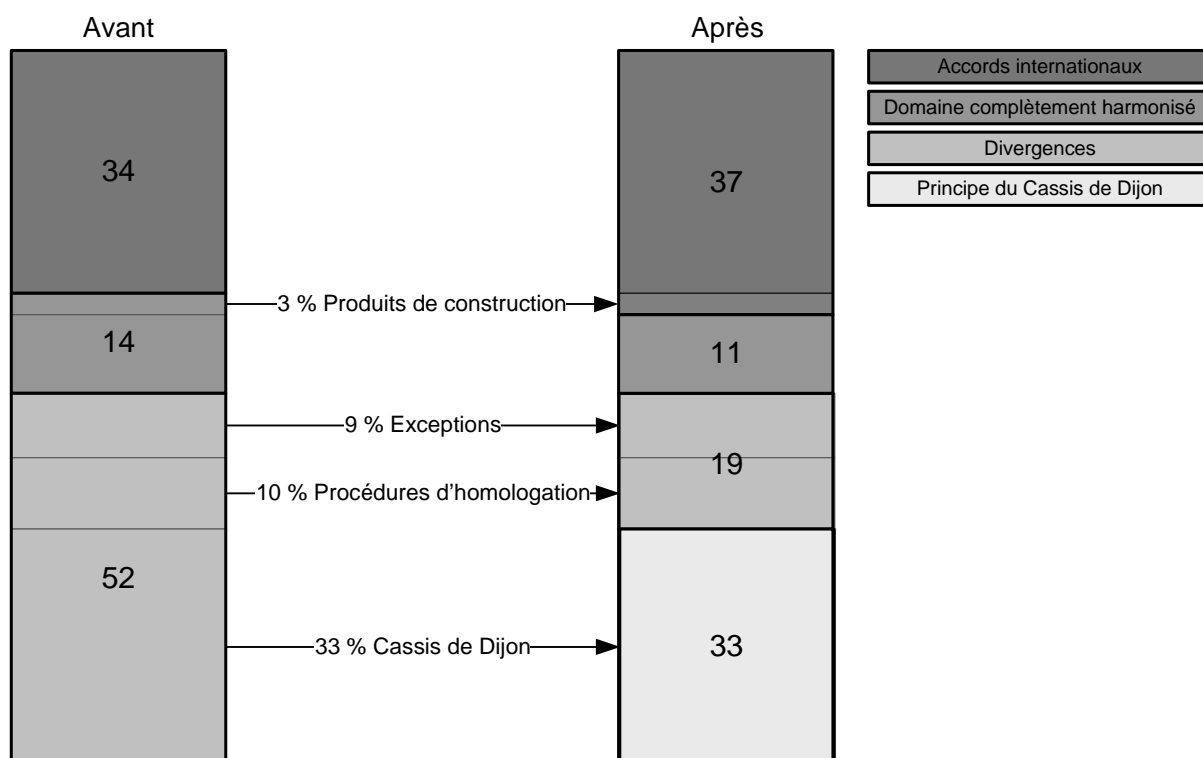 Avant
Après
Accords internationaux
Domaine complètement harmonisé
Divergences
Principe du Cassis de Dijon
34
37
3 % Produits de construction
14
11
9 % Exceptions
19
10 % Procédures d'homologation
52
33 % Cassis de Dijon
33